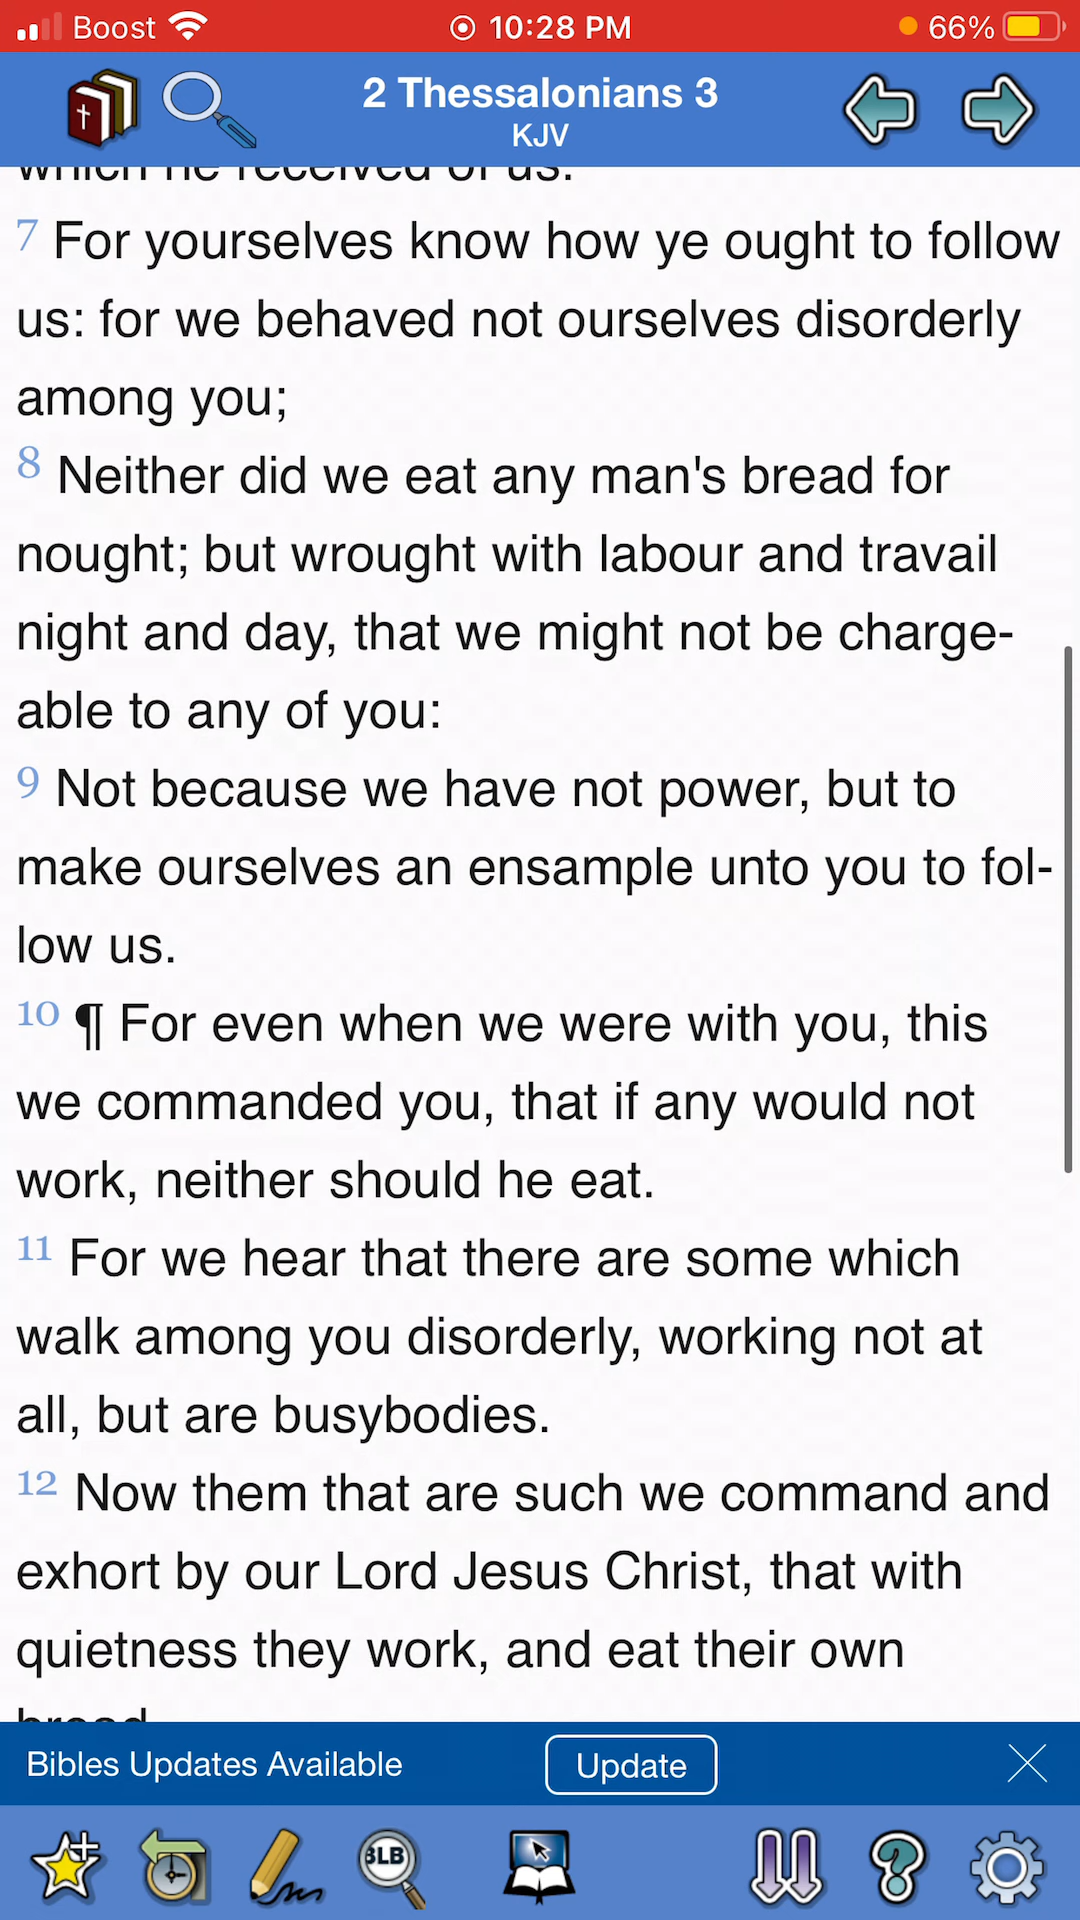 Boost 10:28 PM 66%
2 Thessalonians 3
KJV
which he received of us.
7 For yourselves know how ye ought to follow
us: for we behaved not ourselves disorderly
among you;
8 Neither did we eat any man's bread for
nought; but wrought with labour and travail
night and day, that we might not be charge-
able to any of you:
9 Not because we have not power, but to
make ourselves an ensample unto you to fol-
low us.
10 ¶ For even when we were with you, this
we commanded you, that if any would not
work, neither should he eat.
11 For we hear that there are some which
walk among you disorderly, working not at
all, but are busybodies.
12 Now them that are such we command and
exhort by our Lord Jesus Christ, that with
quietness they work, and eat their own
bread
Bibles Updates Available Update
BLB